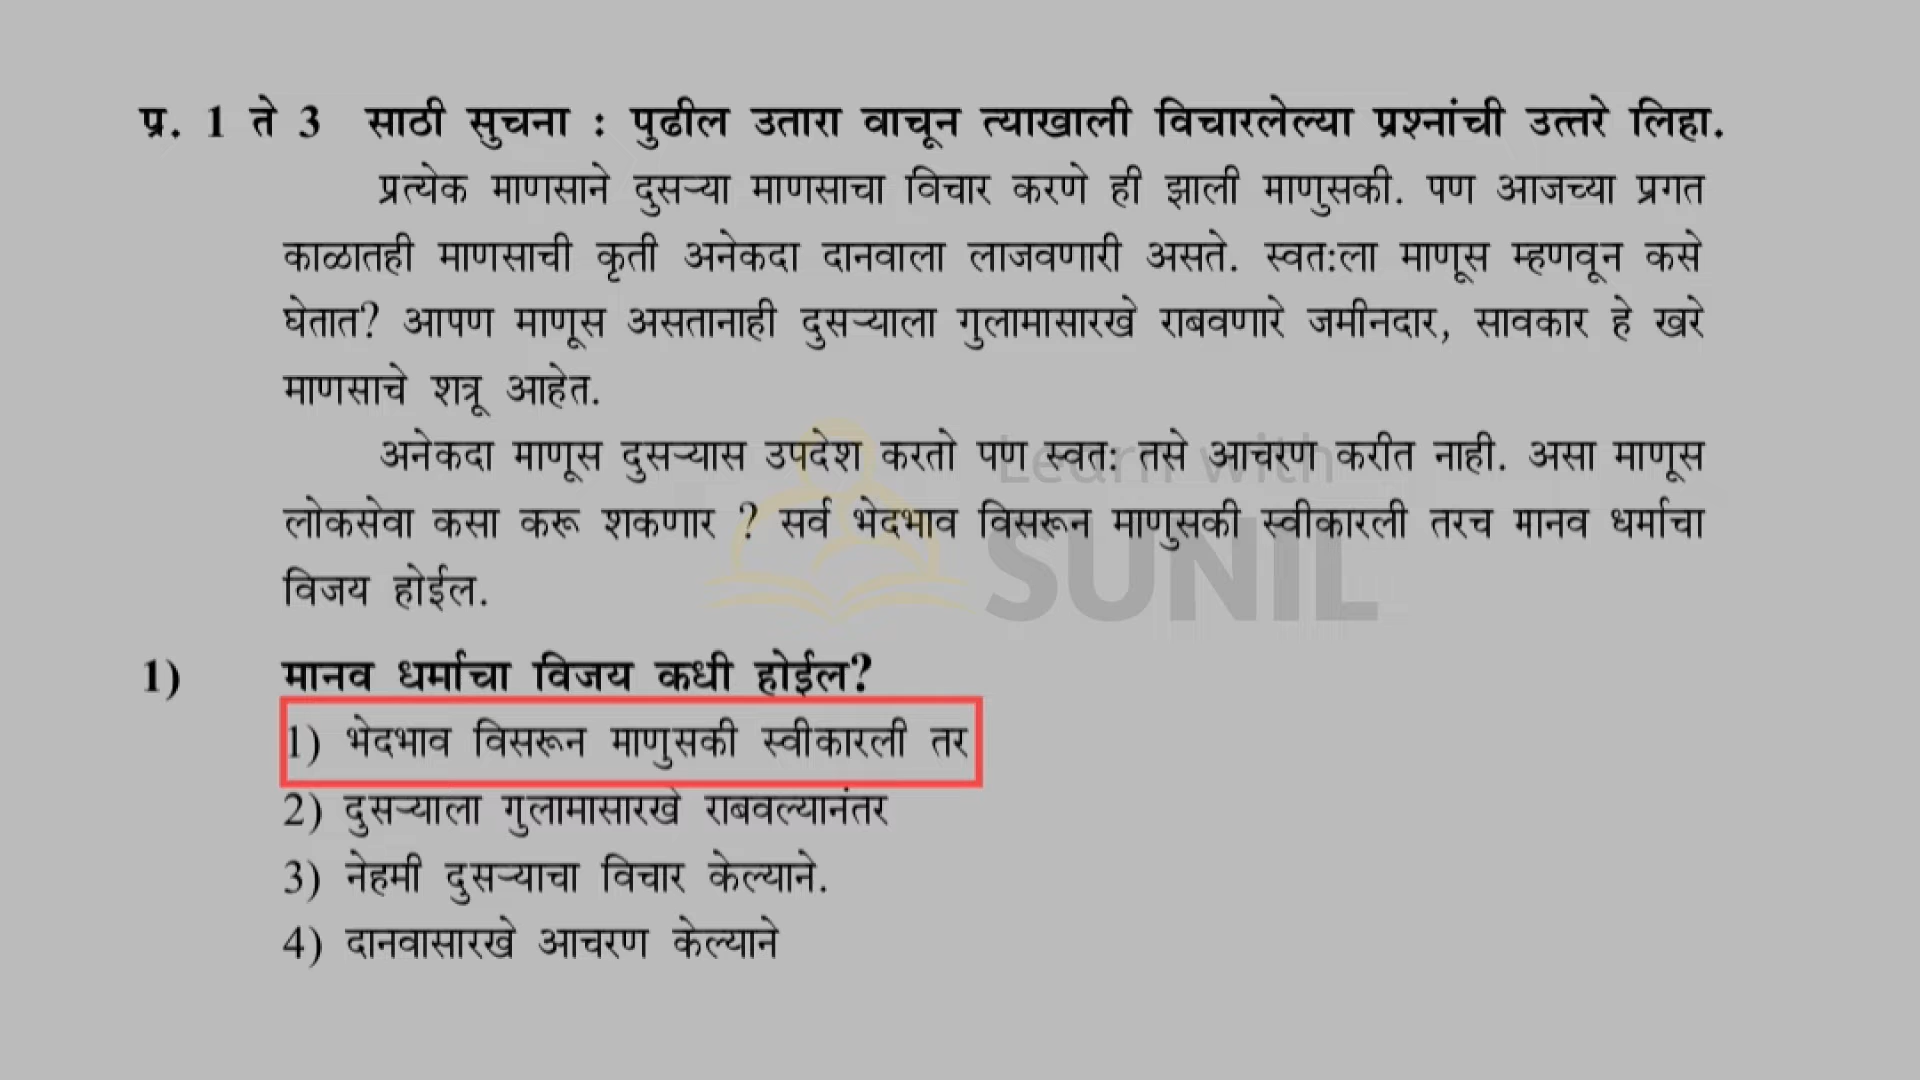 प्र. 1 ते 3 साठी सुचना : पुढील उतारा वाचून त्याखाली विचारलेल्या प्रश्नांची उत्तरे लिहा.
प्रत्येक माणसाने दुसऱ्या माणसाचा विचार करणे ही झाली माणुसकी. पण आजच्या प्रगत
काळातही माणसाची कृती अनेकदा दानवाला लाजवणारी असते. स्वत:ला माणूस म्हणवून कसे
घेतात? आपण माणूस असतानाही दुसऱ्याला गुलामासारखे राबवणारे जमीनदार, सावकार हे खरे
माणसाचे शत्रू आहेत.
अनेकदा माणूस दुसऱ्यास उपदेश करतो पण स्वत: तसे आचरण करीत नाही. असा माणूस
लोकसेवा कसा करू शकणार ? सर्व भेदभाव विसरून माणुसकी स्वीकारली तरच मानव धर्माचा
विजय होईल.
Learn with
SUNIL
1) मानव धर्माचा विजय कधी होईल?
1) भेदभाव विसरून माणुसकी स्वीकारली तर
2) दुसऱ्याला गुलामासारखे राबवल्यानंतर
3) नेहमी दुसऱ्याचा विचार केल्याने.
4) दानवासारखे आचरण केल्याने